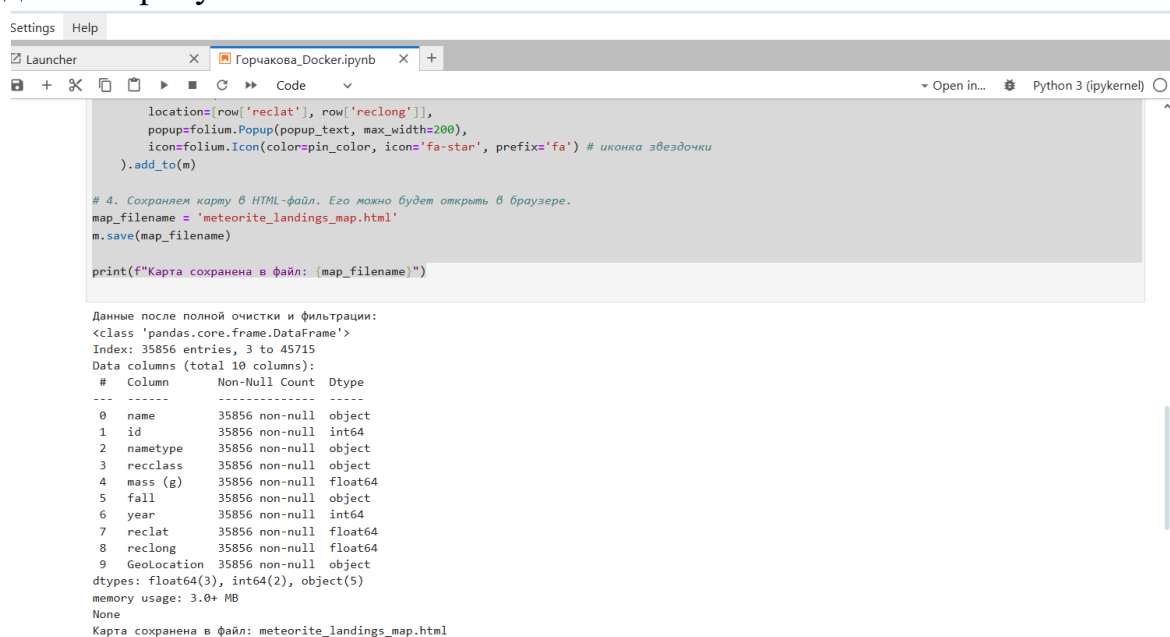 Settings Help
Launcher Горчакова_Docker.ipynb
Code Open in... Python 3 (ipykernel)
location=[row['reclat'], row['reclong']],
popup=folium.Popup(popup_text, max_width=200),
icon=folium.Icon(color=pin_color, icon='fa-star', prefix='fa') # иконка звездочки
).add_to(m)
# 4. Сохраняем карту в HTML-файл. Его можно будет открыть в браузере.
map_filename = 'meteorite_landings_map.html'
m.save(map_filename)
print(f"Карта сохранена в файл: {map_filename}")
Данные после полной очистки и фильтрации:
<class 'pandas.core.frame.DataFrame'>
Index: 35856 entries, 3 to 45715
Data columns (total 10 columns):
# Column Non-Null Count Dtype
--- ------ -------------- -----
0 name 35856 non-null object
1 id 35856 non-null int64
2 nametype 35856 non-null object
3 recclass 35856 non-null object
4 mass (g) 35856 non-null float64
5 fall 35856 non-null object
6 year 35856 non-null int64
7 reclat 35856 non-null float64
8 reclong 35856 non-null float64
9 GeoLocation 35856 non-null object
dtypes: float64(3), int64(2), object(5)
memory usage: 3.0+ MB
None
Карта сохранена в файл: meteorite_landings_map.html